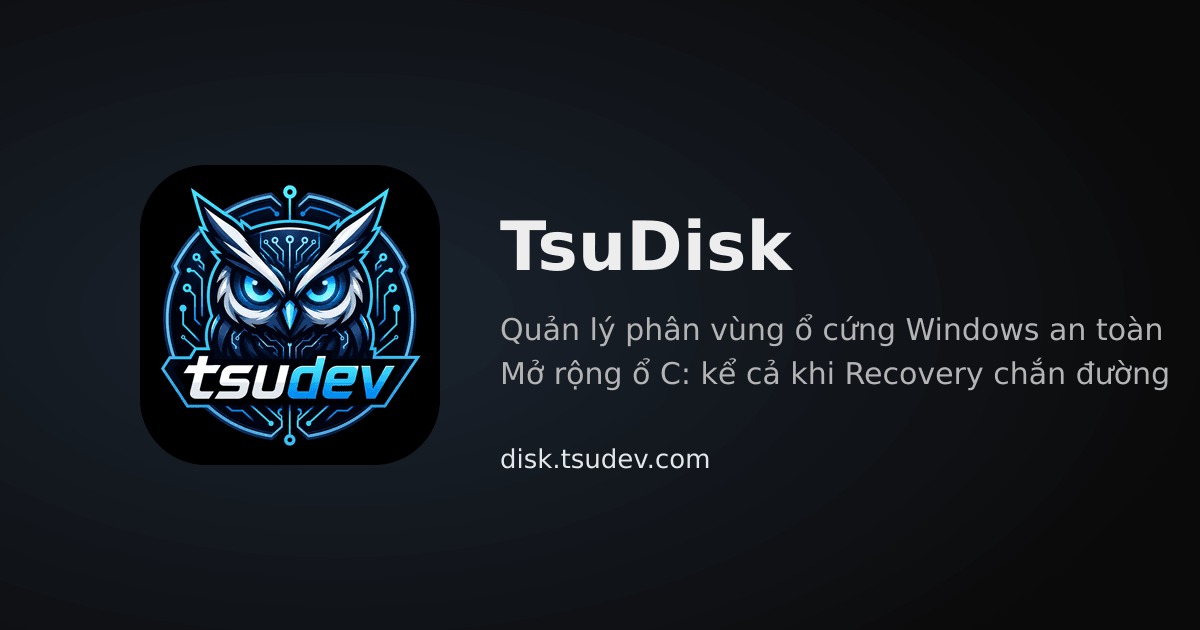 tsudev
TsuDisk
Quản lý phân vùng ổ cứng Windows an toàn
Mở rộng ổ C: kể cả khi Recovery chắn đường
disk.tsudev.com